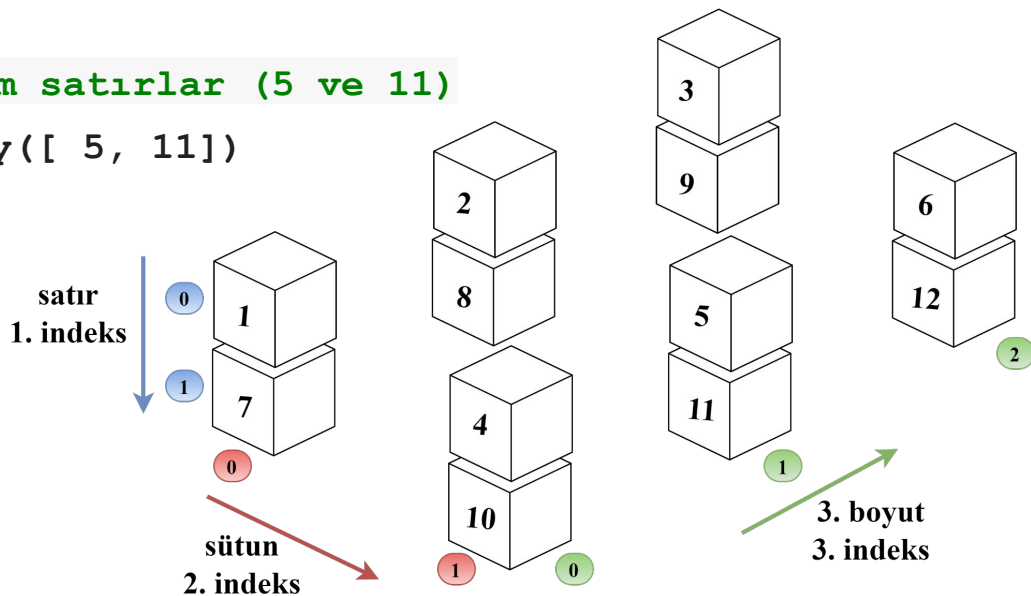 m satırlar (5 ve 11)
y([ 5, 11])
3
9
2
8
6
12
satır
1. indeks
0
1
1
7
5
11
2
4
10
0
1
sütun
2. indeks
1
0
3. boyut
3. indeks